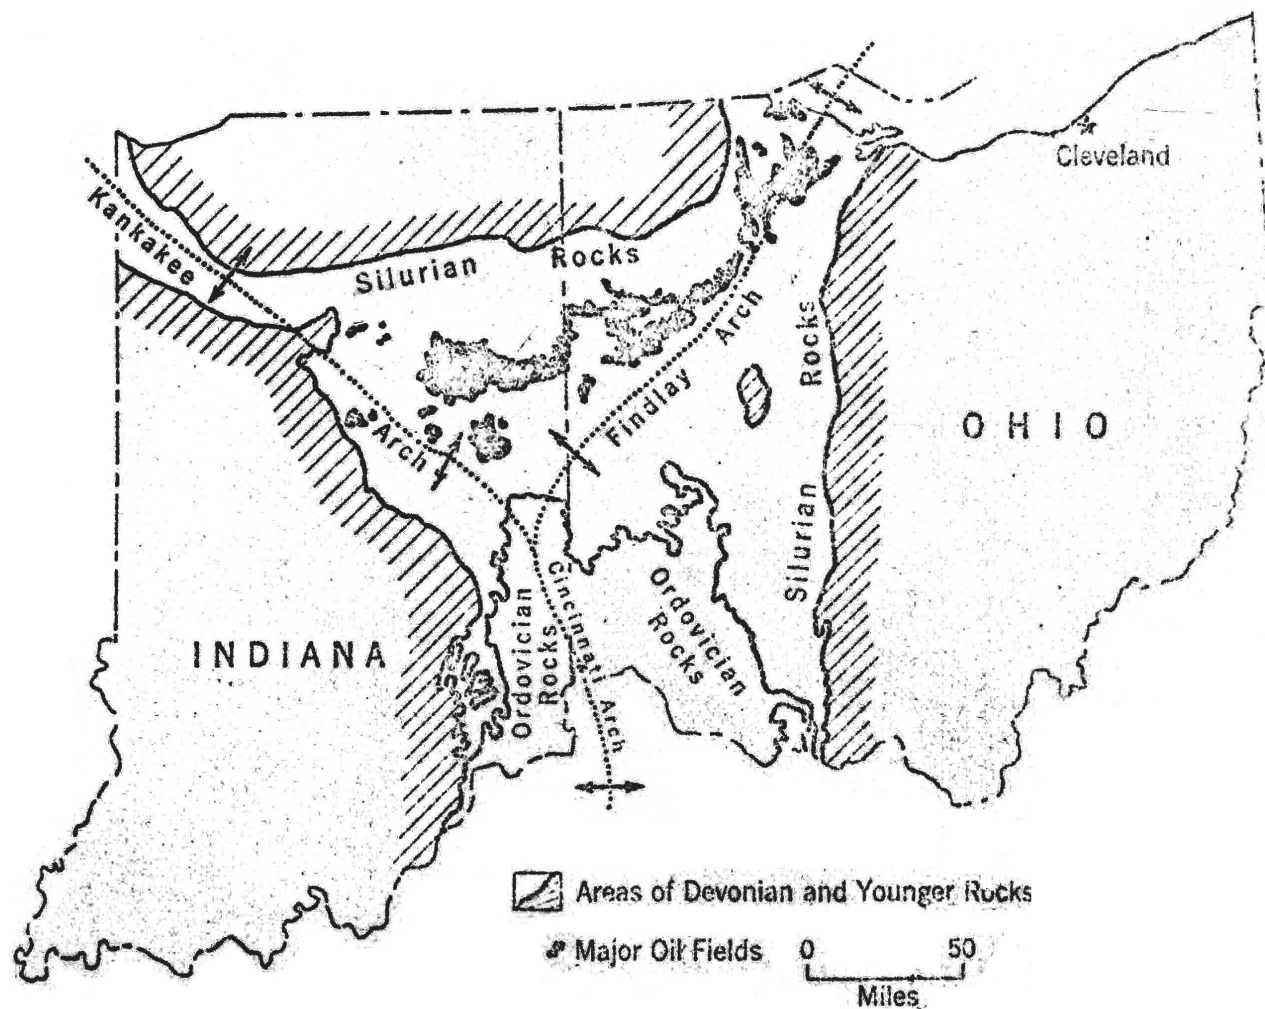 Cleveland
Kankakee
Arch
Silurian Rocks
Findlay Arch
Silurian Rocks
OHIO
INDIANA
Ordovician
Rocks
Cincinnati Arch
Ordovician
Rocks
Areas of Devonian and Younger Rocks
Major Oil Fields
0 50
Miles